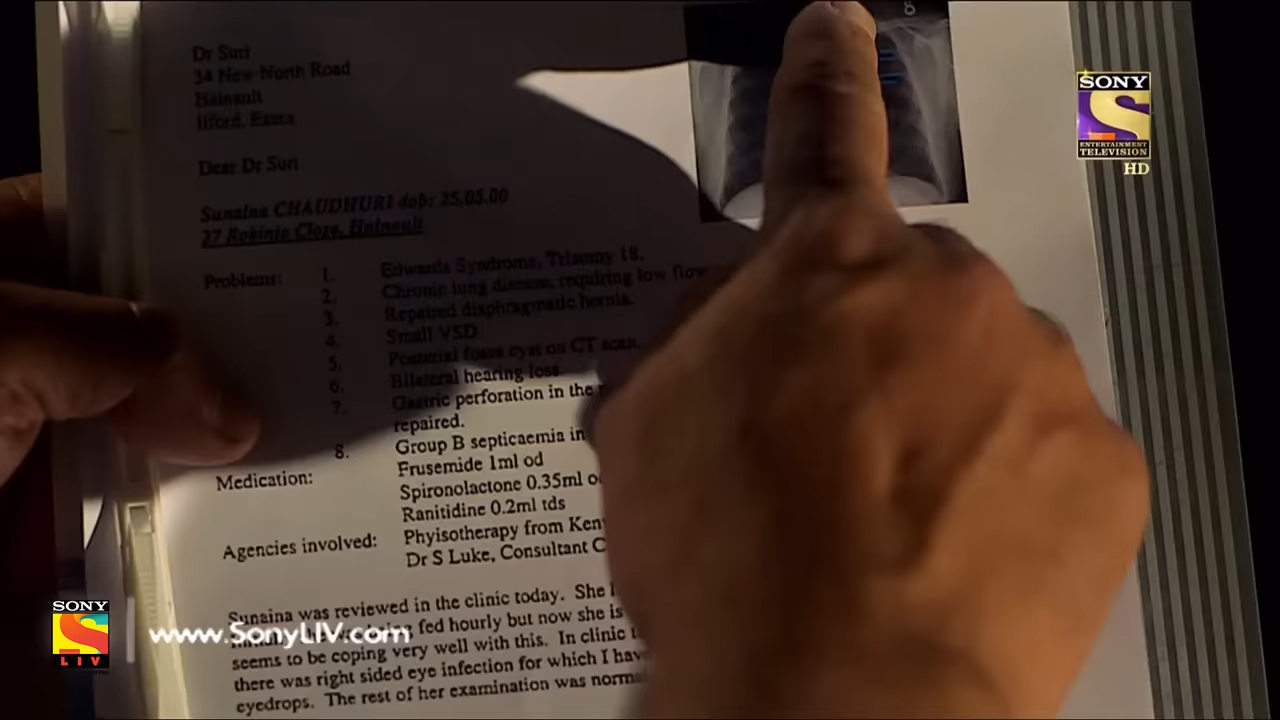 Dr Suri
34 New North Road
Hainault
Ilford, Essex
Dear Dr Suri
Sunaina CHAUDHURI dob: 25.05.00
27 Robinia Close, Hainault
Problems: 1. Edwards Syndrome, Trisomy 18.
2. Chronic lung disease, requiring low flow
3. Repaired diaphragmatic hernia.
4. Small VSD
5. Posterial fossa cyst on CT scan.
6. Bilateral hearing loss
7. Gastric perforation in the
repaired.
8. Group B septicaemia in
Medication: Frusemide 1ml od
Spironolactone 0.35ml
Ranitidine 0.2ml tds
Agencies involved: Phyisotherapy from
Dr S Luke, Consultant
Sunaina was reviewed in the clinic today. She
fed hourly but now she is
seems to be coping very well with this. In clinic
there was right sided eye infection for which I
eyedrops. The rest of her examination was
SONY
ENTERTAINMENT
TELEVISION
HD
SONY
LIV
www.SonyLIV.com